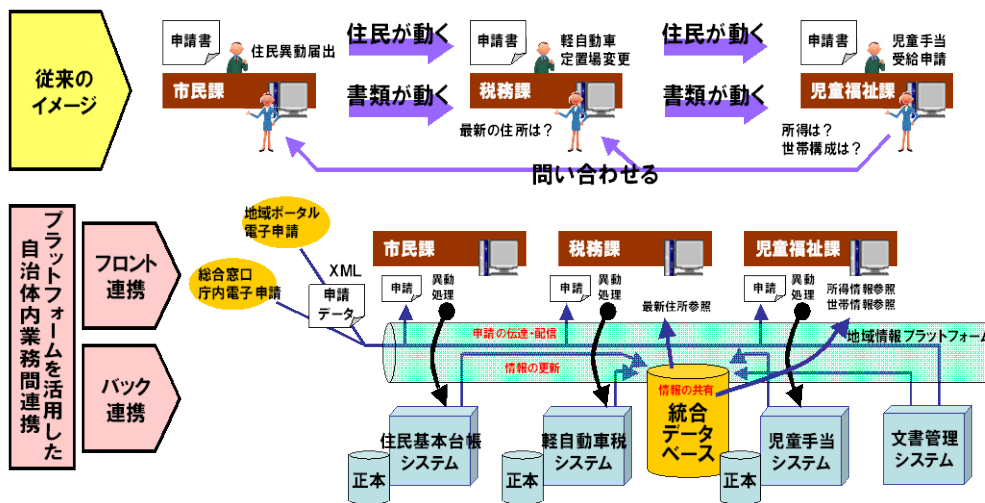 従来の
イメージ
申請書
住民異動届出
市民課
住民が動く
書類が動く
申請書
軽自動車
定置場変更
税務課
最新の住所は?
住民が動く
書類が動く
申請書
児童手当
受給申請
児童福祉課
所得は?
世帯構成は?
問い合わせる
プラットフォームを活用した
自治体内業務間連携
フロント
連携
バック
連携
地域ポータル
電子申請
総合窓口
庁内電子申請
XML
申請
データ
市民課
申請
異動
処理
税務課
申請
異動
処理
最新住所参照
児童福祉課
申請
異動
処理
所得情報参照
世帯情報参照
申請の伝達・配信
地域情報プラットフォーム
情報の更新
情報の共有
住民基本台帳
システム
正本
軽自動車税
システム
正本
統合
データ
ベース
児童手当
システム
正本
文書管理
システム